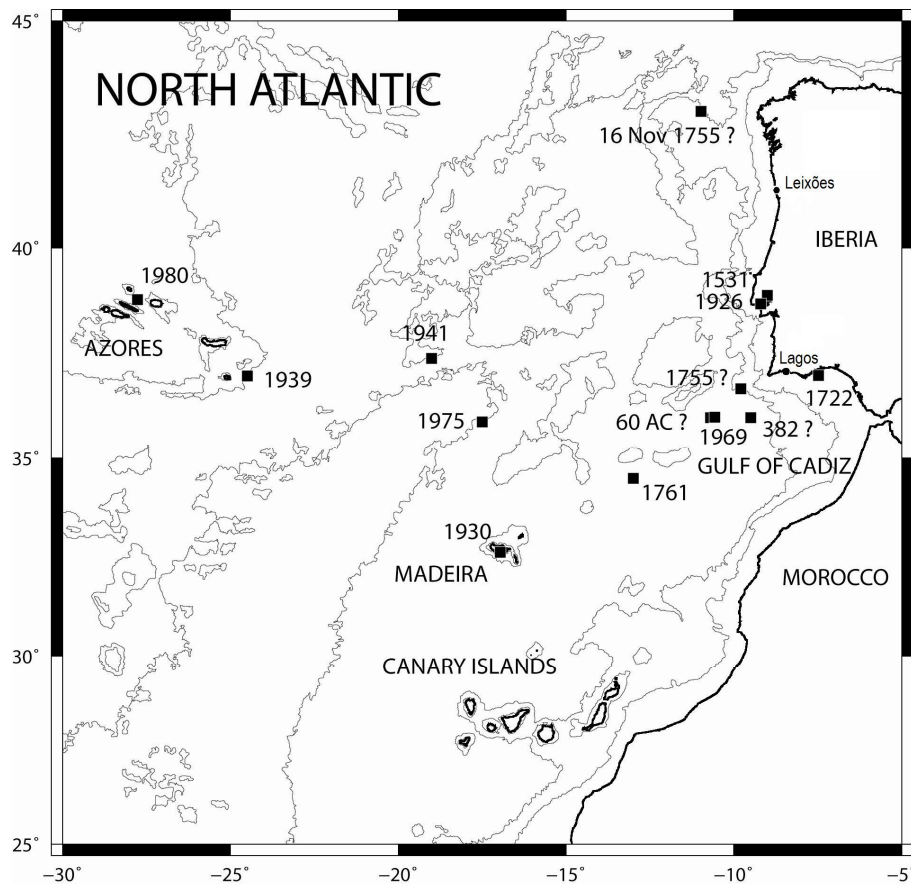 45°
NORTH ATLANTIC
16 Nov 1755 ?
Leixões
40°
IBERIA
1980
1531
1926
1941
AZORES
1939
Lagos
1755 ?
1722
1975
60 AC ?
1969
382 ?
35°
GULF OF CADIZ
1761
1930
MADEIRA
MOROCCO
30°
CANARY ISLANDS
25°
−30°
−25°
−20°
−15°
−10°
−5